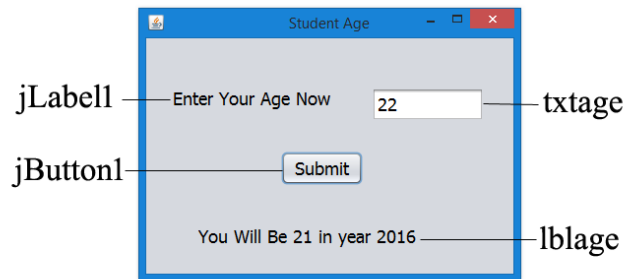 Student Age
jLabel1 Enter Your Age Now 22 txtage
jButton1 Submit
You Will Be 21 in year 2016 lblage